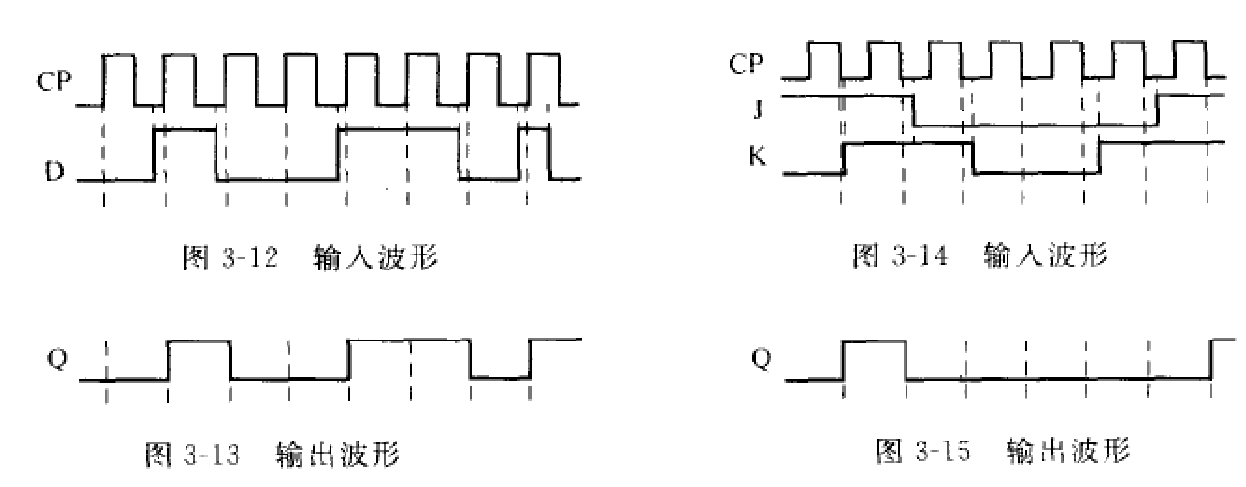 CP
D
图 3-12 输入波形
Q
图 3-13 输出波形
CP
J
K
图 3-14 输入波形
Q
图 3-15 输出波形